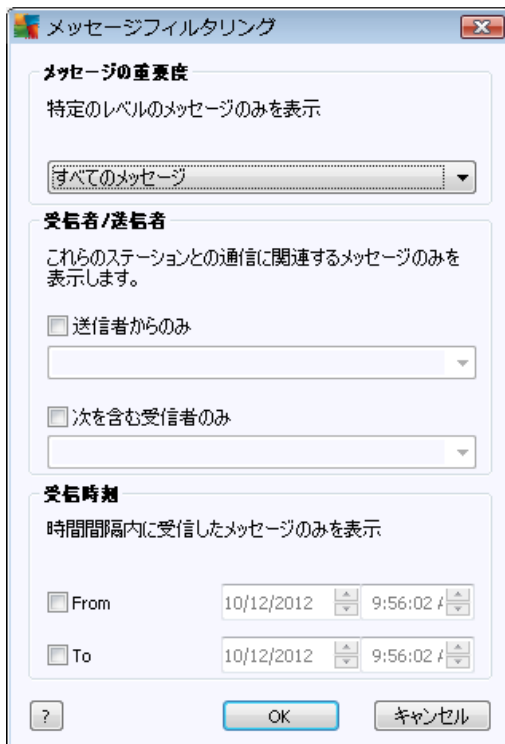 メッセージフィルタリング
メッセージの重要度
特定のレベルのメッセージのみを表示
すべてのメッセージ
受信者/送信者
これらのステーションとの通信に関連するメッセージのみを
表示します。
送信者からのみ
次を含む受信者のみ
受信時刻
時間間隔内に受信したメッセージのみを表示
From 10/12/2012 9:56:02
To 10/12/2012 9:56:02
? OK キャンセル